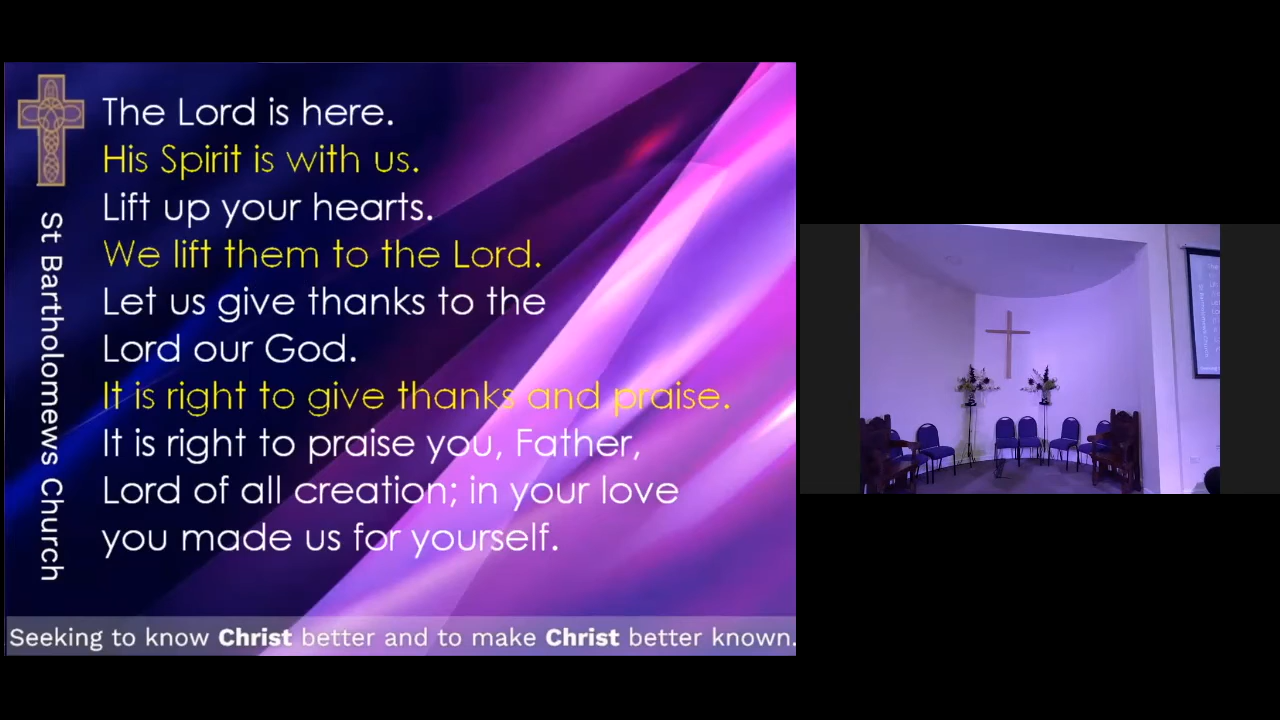 The Lord is here.
His Spirit is with us.
Lift up your hearts.
We lift them to the Lord.
Let us give thanks to the
Lord our God.
It is right to give thanks and praise.
It is right to praise you, Father,
Lord of all creation; in your love
you made us for yourself.
St Bartholomews Church
Seeking to know Christ better and to make Christ better known.